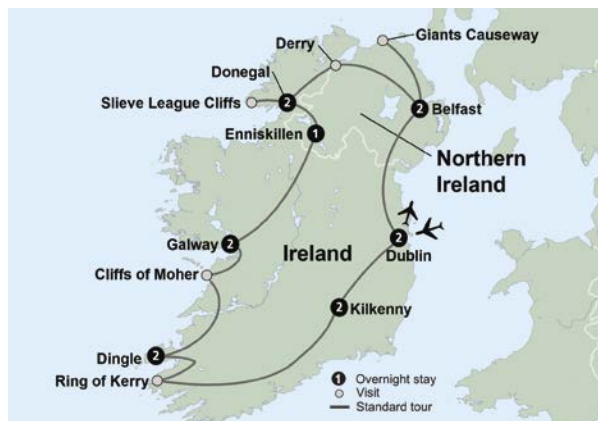 Giants Causeway
Derry
Donegal
2
Slieve League Cliffs
2
Belfast
Enniskillen
1
Northern
Ireland
Galway
2
Ireland
2
Dublin
Cliffs of Moher
2
Kilkenny
Dingle
2
Ring of Kerry
1 Overnight stay
Visit
Standard tour